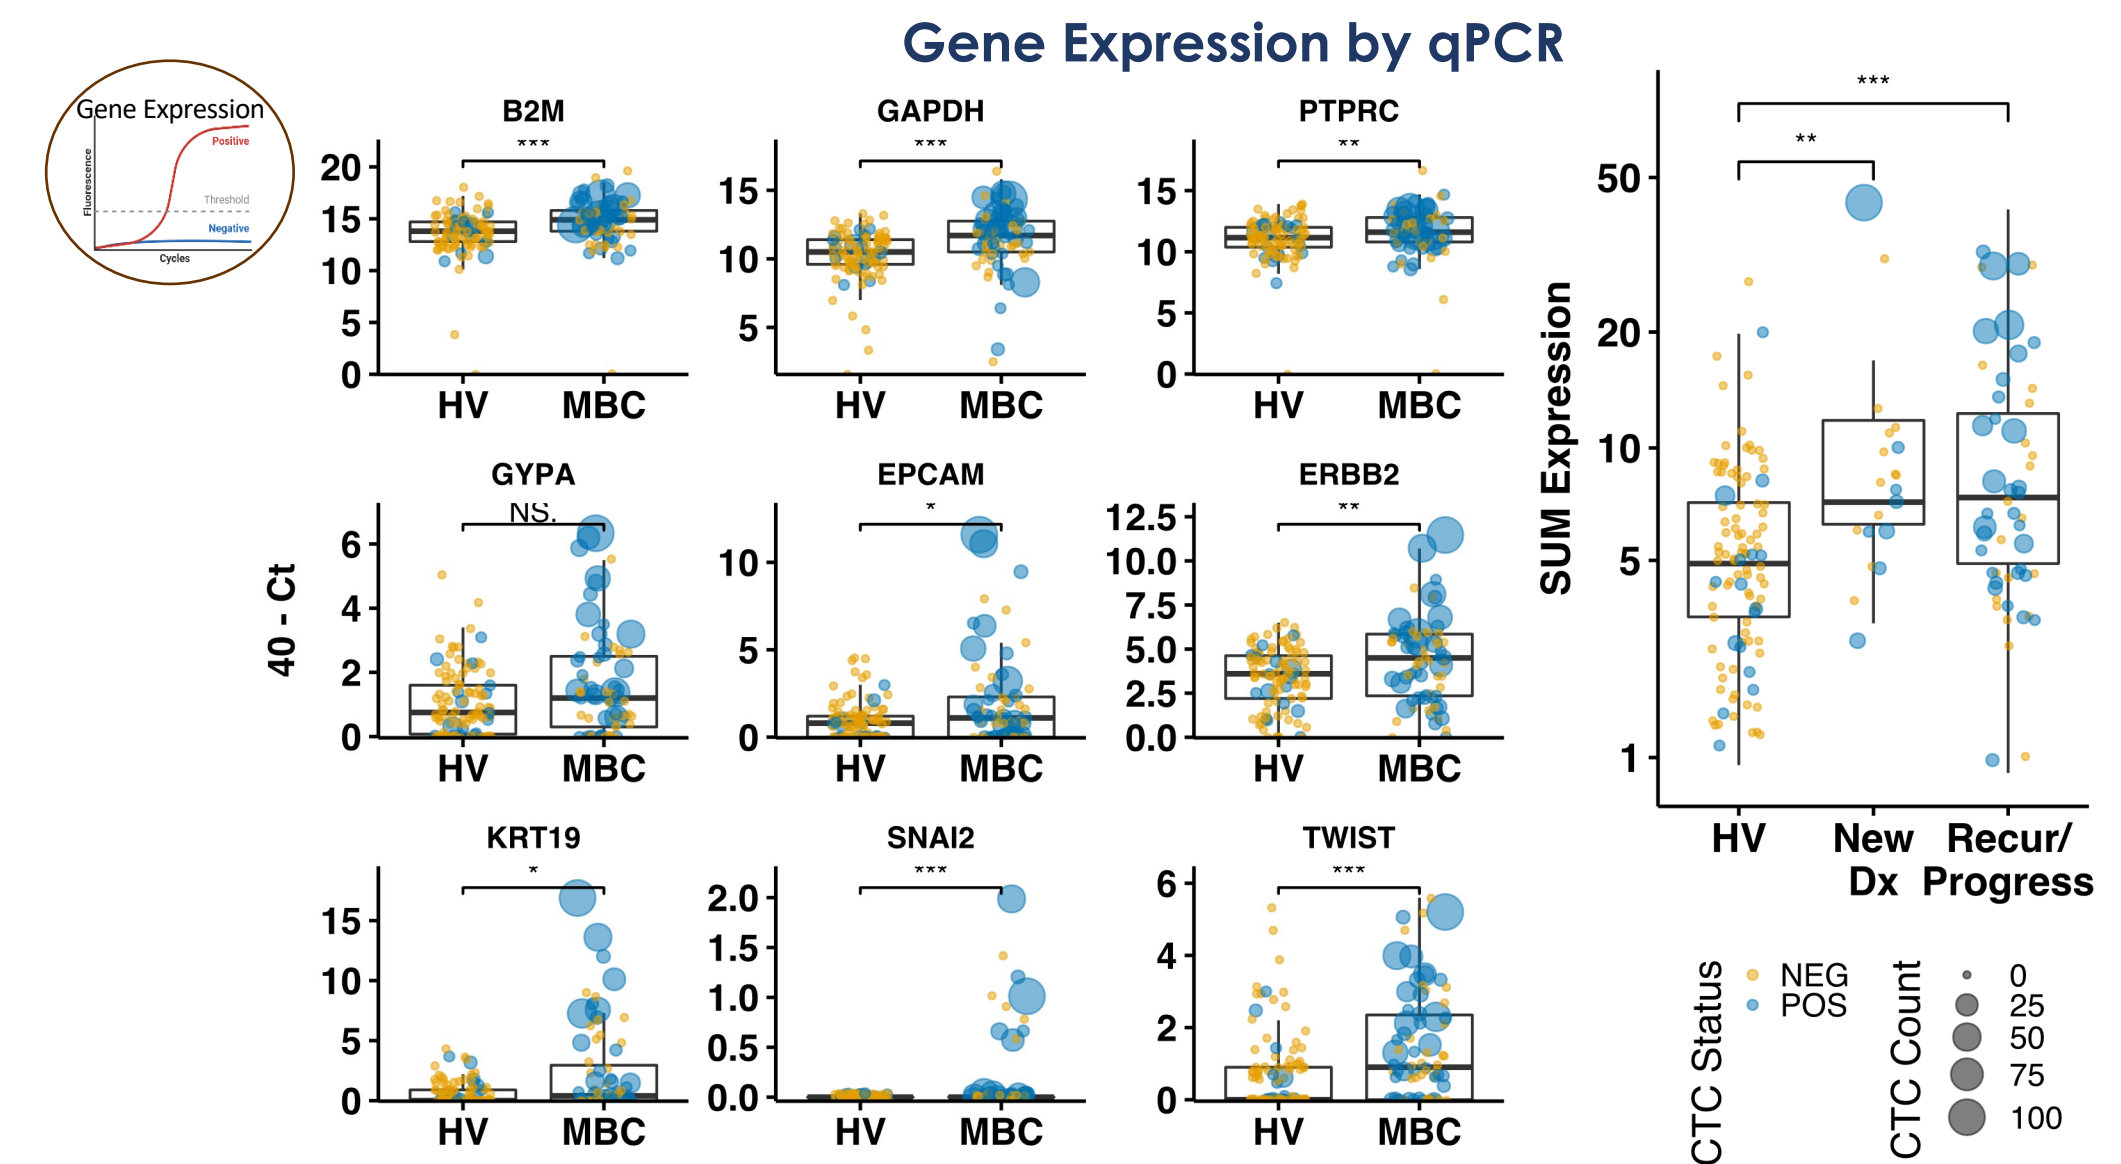 Gene Expression by qPCR
Gene Expression
Positive
Threshold
Negative
Fluorescence
Cycles
40 - Ct
B2M
***
20
15
10
5
0
HV MBC
GAPDH
***
15
10
5
HV MBC
PTPRC
**
15
10
5
0
HV MBC
GYPA
NS.
6
4
2
0
HV MBC
EPCAM
*
10
5
0
HV MBC
ERBB2
**
12.5
10.0
7.5
5.0
2.5
0.0
HV MBC
KRT19
*
15
10
5
0
HV MBC
SNAI2
***
2.0
1.5
1.0
0.5
0.0
HV MBC
TWIST
***
6
4
2
0
HV MBC
SUM Expression
***
**
50
20
10
5
1
HV New Recur/
Dx Progress
CTC Status
NEG
POS
CTC Count
0
25
50
75
100